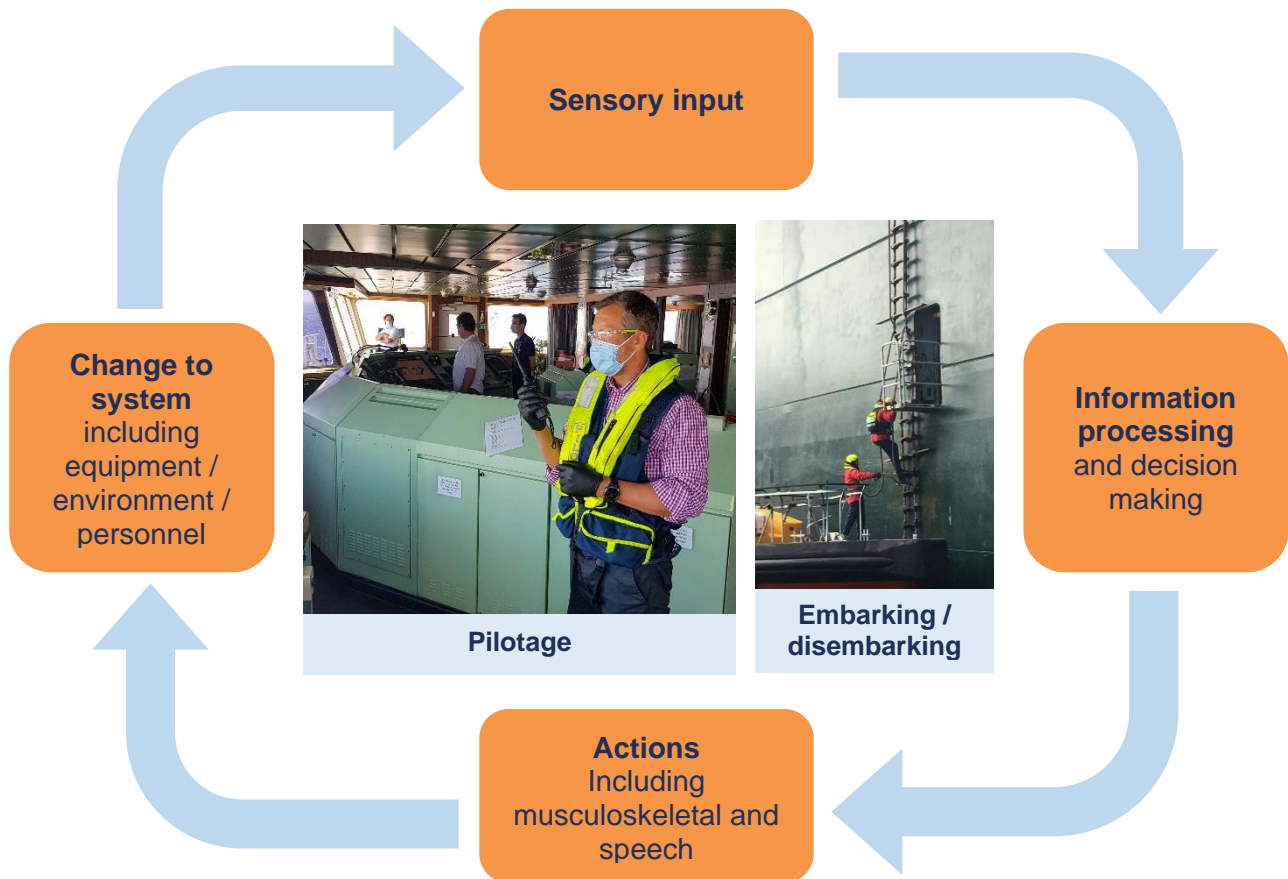 Sensory input
Information
processing
and decision
making
Actions
Including
musculoskeletal and
speech
Change to
system
including
equipment /
environment /
personnel
Pilotage
Embarking /
disembarking